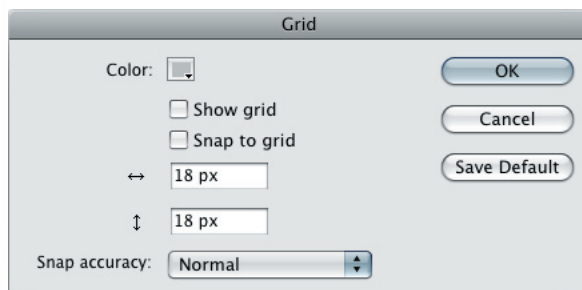 Grid
Color:
OK
Show grid
Cancel
Snap to grid
Save Default
18 px
18 px
Snap accuracy: Normal